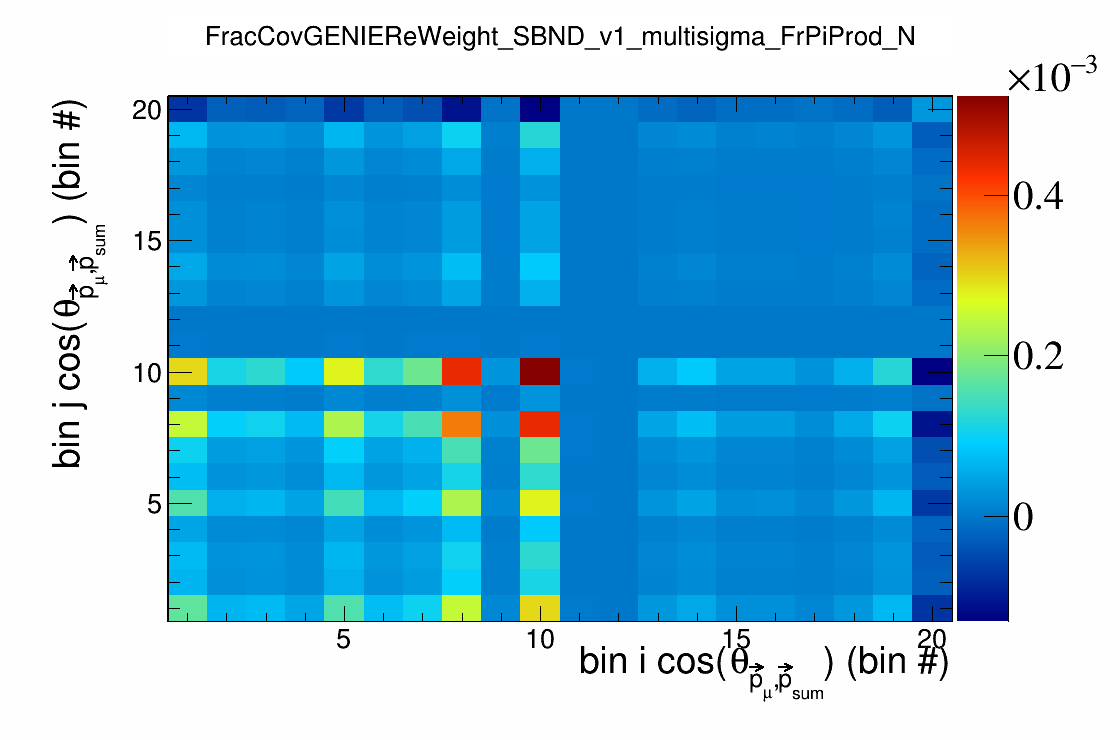 FracCovGENIEReWeight_SBND_v1_multisigma_FrPiProd_N
×10⁻³
bin j cos(θ_{p⃗_μ,p⃗_sum}) (bin #)
20
15
10
5
0.4
0.2
0
5 10 15 20
bin i cos(θ_{p⃗_μ,p⃗_sum}) (bin #)